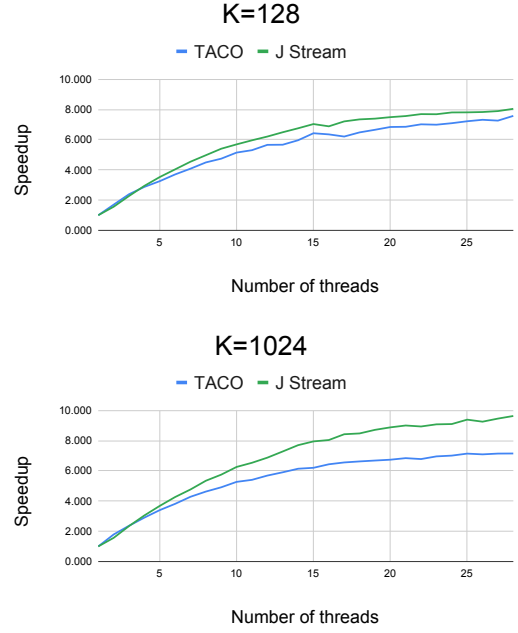 K=128
TACO J Stream
10.000
8.000
6.000
4.000
2.000
0.000
Speedup
5 10 15 20 25
Number of threads
K=1024
TACO J Stream
10.000
8.000
6.000
4.000
2.000
0.000
Speedup
5 10 15 20 25
Number of threads